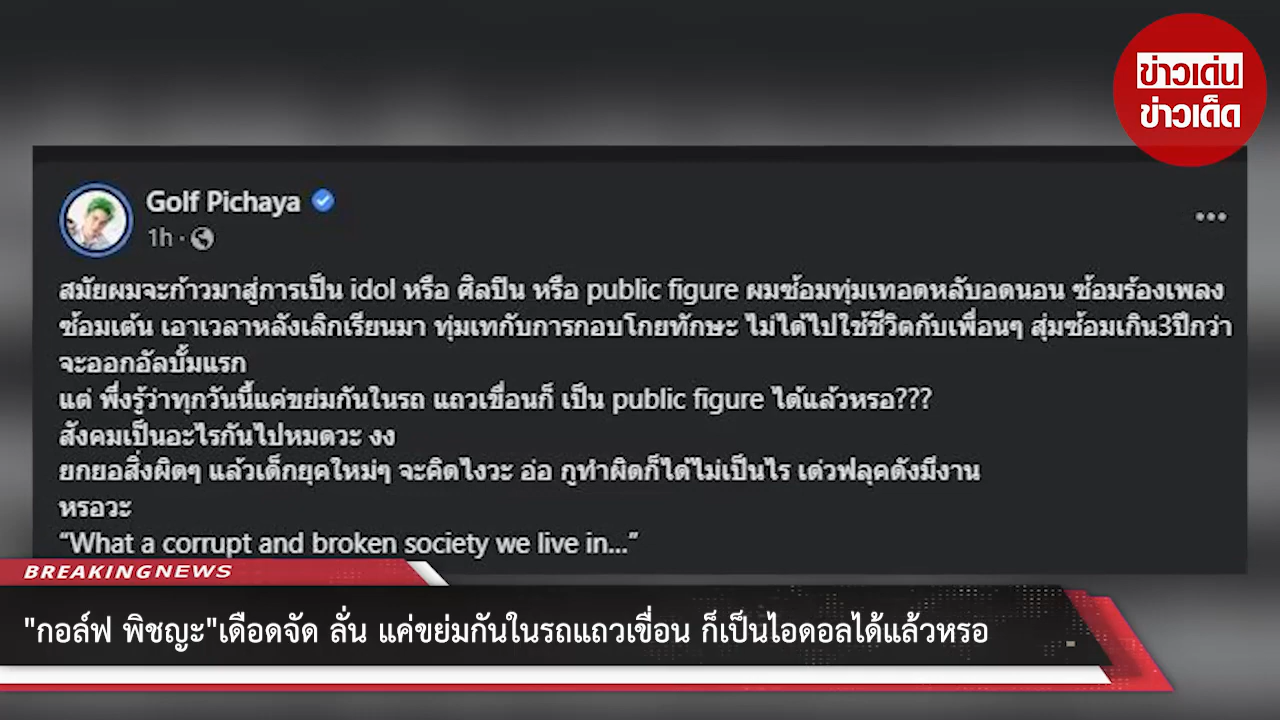 ข่าวเด่น
ข่าวเด็ด
Golf Pichaya
1h ·
สมัยผมจะก้าวมาสู่การเป็น idol หรือ ศิลปิน หรือ public figure ผมซ้อมทุ่มเทอดหลับอดนอน ซ้อมร้องเพลง
ซ้อมเต้น เอาเวลาหลังเลิกเรียนมา ทุ่มเทกับการกอบโกยทักษะ ไม่ได้ไปใช้ชีวิตกับเพื่อนๆ สุ่มซ้อมเกิน3ปีกว่า
จะออกอัลบั้มแรก
แต่ พึ่งรู้ว่าทุกวันนี้แค่ขย่มกันในรถ แถวเขื่อนก็ เป็น public figure ได้แล้วหรอ???
สังคมเป็นอะไรกันไปหมดวะ งง
ยกยอสิ่งผิดๆ แล้วเด็กยุคใหม่ๆ จะคิดไงวะ อ่อ กูทำผิดก็ได้ไม่เป็นไร เด่วฟลุคดังมีงาน
หรอวะ
“What a corrupt and broken society we live in...”
BREAKINGNEWS
"กอล์ฟ พิชญะ"เดือดจัด ลั่น แค่ขย่มกันในรถแถวเขื่อน ก็เป็นไอดอลได้แล้วหรอ